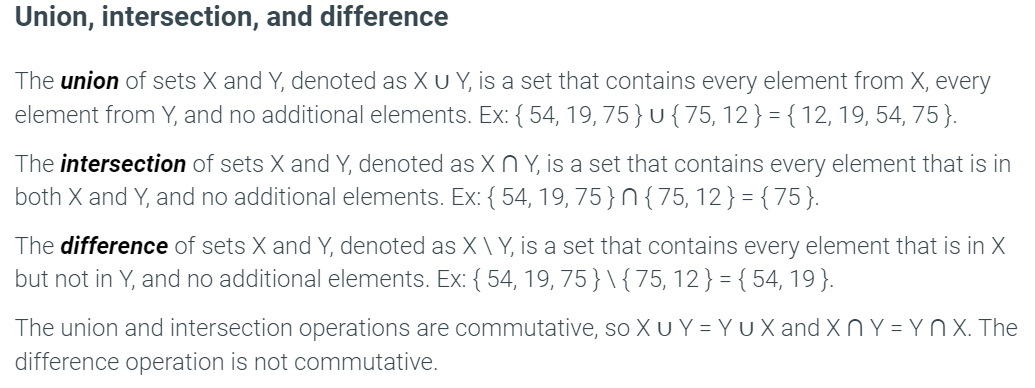 Union, intersection, and difference
The union of sets X and Y, denoted as X ∪ Y, is a set that contains every element from X, every
element from Y, and no additional elements. Ex: { 54, 19, 75 } ∪ { 75, 12 } = { 12, 19, 54, 75 }.
The intersection of sets X and Y, denoted as X ∩ Y, is a set that contains every element that is in
both X and Y, and no additional elements. Ex: { 54, 19, 75 } ∩ { 75, 12 } = { 75 }.
The difference of sets X and Y, denoted as X \ Y, is a set that contains every element that is in X
but not in Y, and no additional elements. Ex: { 54, 19, 75 } \ { 75, 12 } = { 54, 19 }.
The union and intersection operations are commutative, so X ∪ Y = Y ∪ X and X ∩ Y = Y ∩ X. The
difference operation is not commutative.